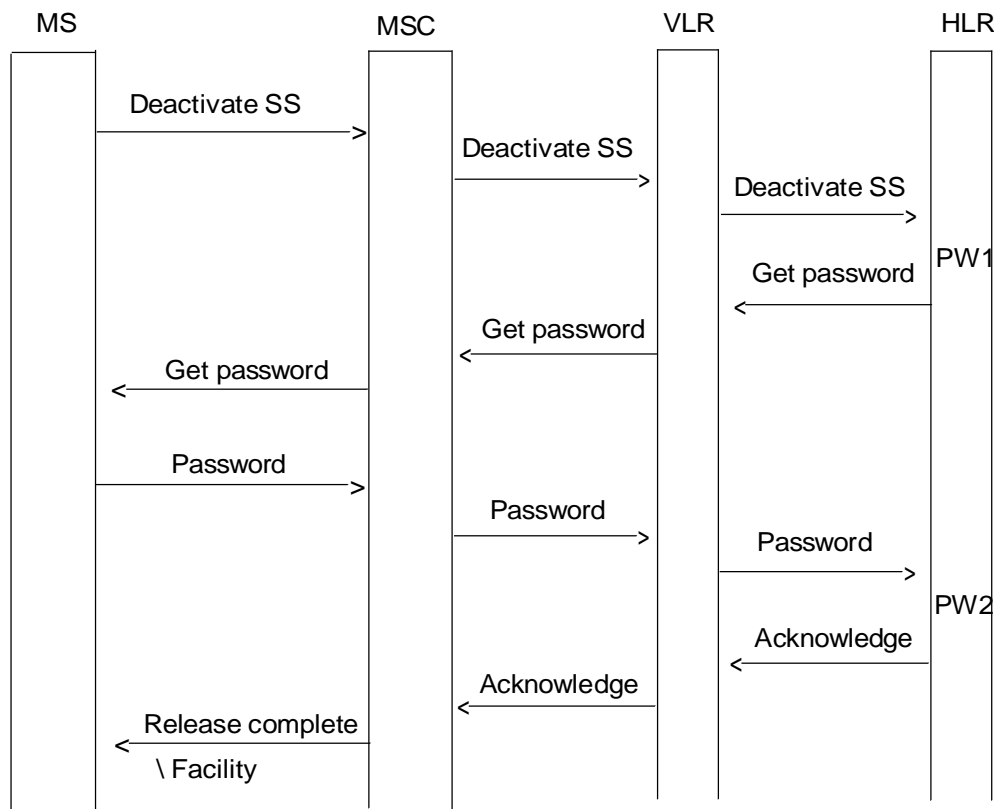 MS
MSC
VLR
HLR
Deactivate SS
Deactivate SS
Deactivate SS
PW1
Get password
Get password
Get password
Password
Password
Password
PW2
Acknowledge
Acknowledge
Release complete
\ Facility